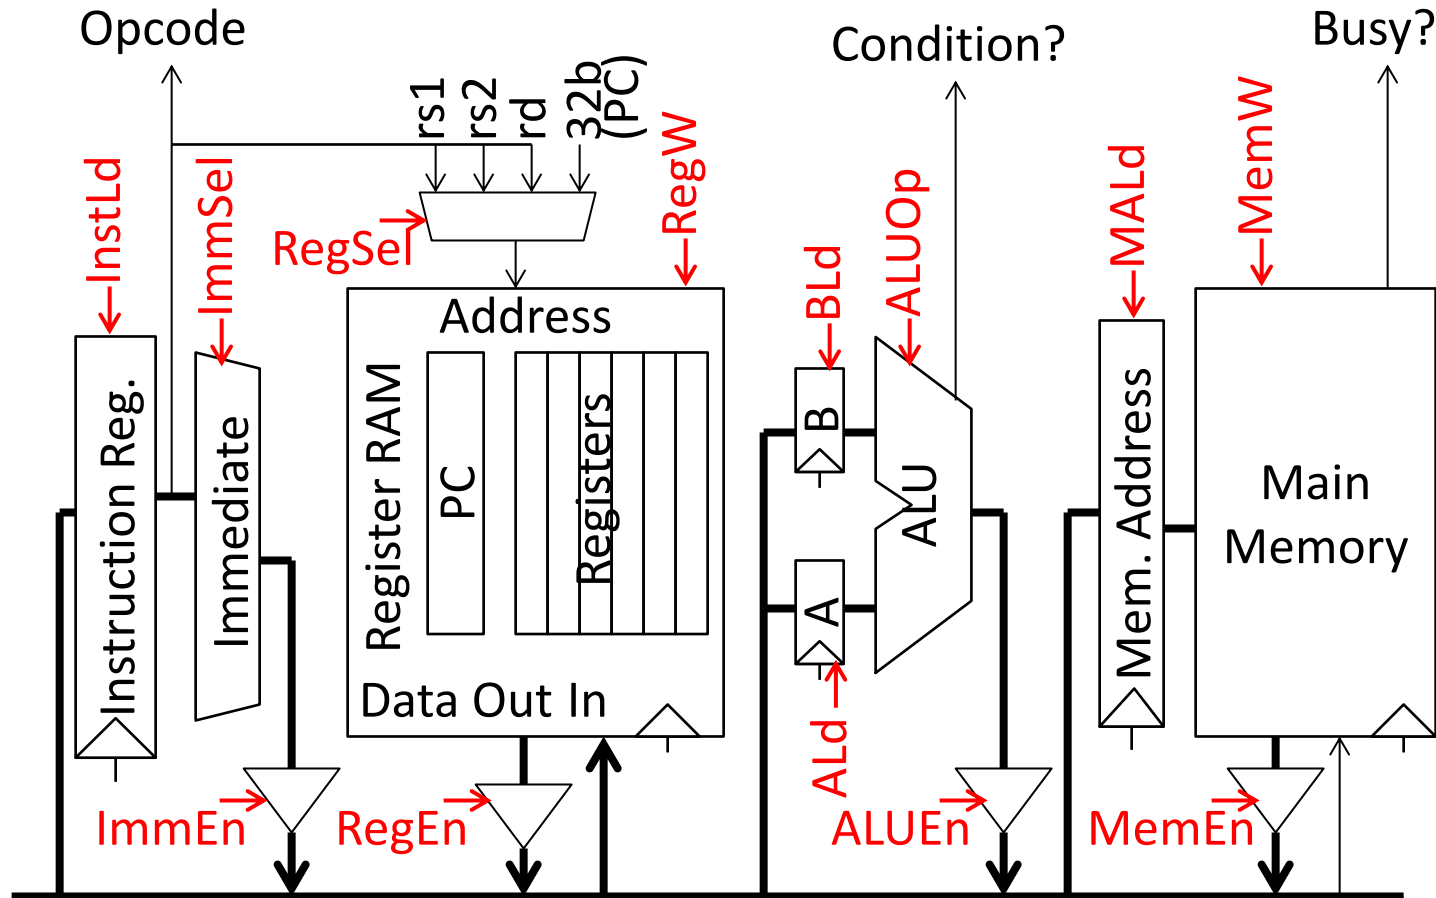 Opcode
Condition?
Busy?
rs1
rs2
rd
32b
(PC)
InstLd
ImmSel
RegSel
RegW
BLd
ALUOp
MALd
MemW
Address
Instruction Reg.
Immediate
Register RAM
PC
Registers
B
A
ALU
Mem. Address
Main
Memory
Data Out In
ALd
ImmEn
RegEn
ALUEn
MemEn